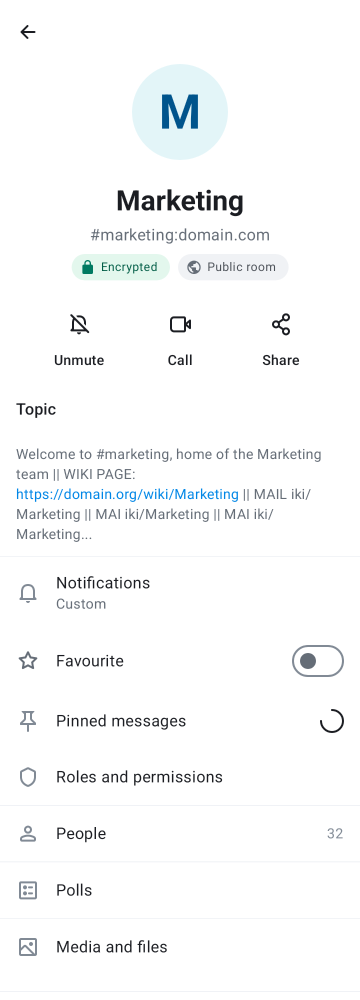 M
Marketing
#marketing:domain.com
Encrypted
Public room
Unmute
Call
Share
Topic
Welcome to #marketing, home of the Marketing
team || WIKI PAGE:
https://domain.org/wiki/Marketing || MAIL iki/
Marketing || MAI iki/Marketing || MAI iki/
Marketing...
Notifications
Custom
Favourite
Pinned messages
Roles and permissions
People
32
Polls
Media and files